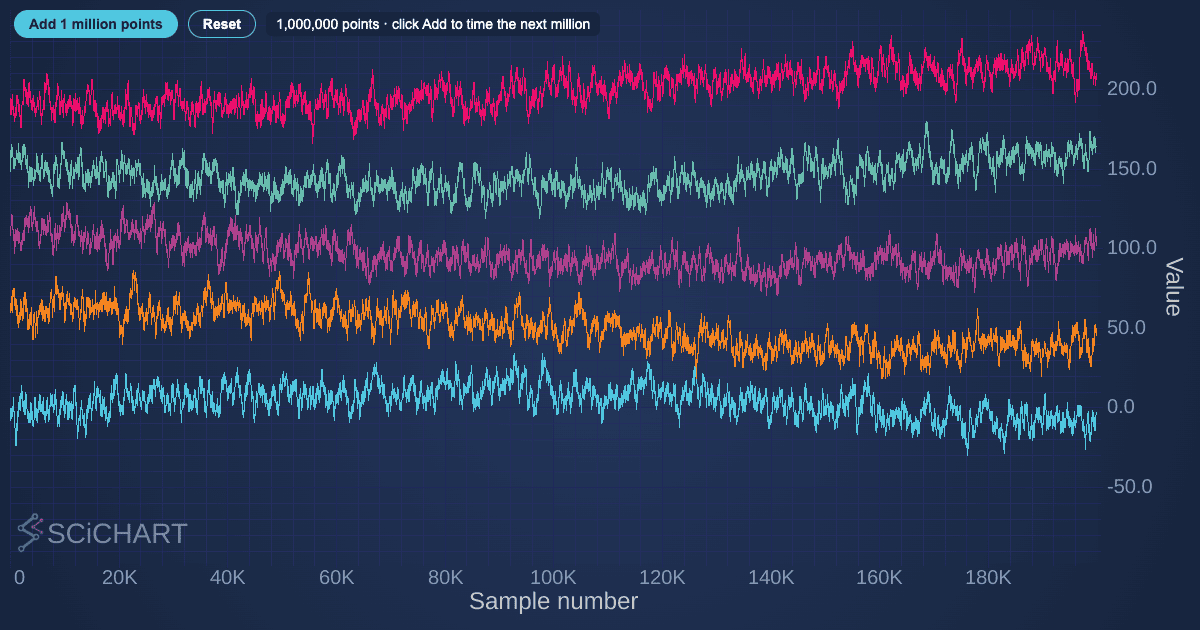 Add 1 million points
Reset
1,000,000 points · click Add to time the next million
200.0
150.0
100.0
50.0
0.0
-50.0
Value
SCiCHART
0 20K 40K 60K 80K 100K 120K 140K 160K 180K
Sample number